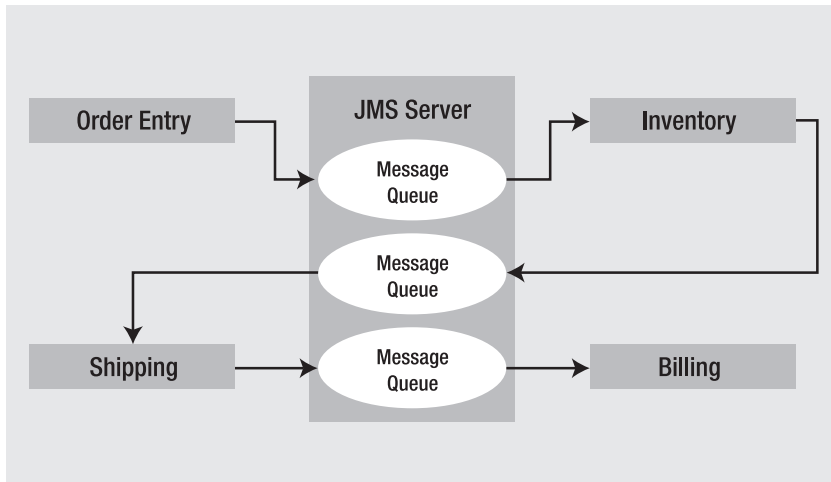 JMS Server
Order Entry
Inventory
Message
Queue
Message
Queue
Message
Queue
Shipping
Billing